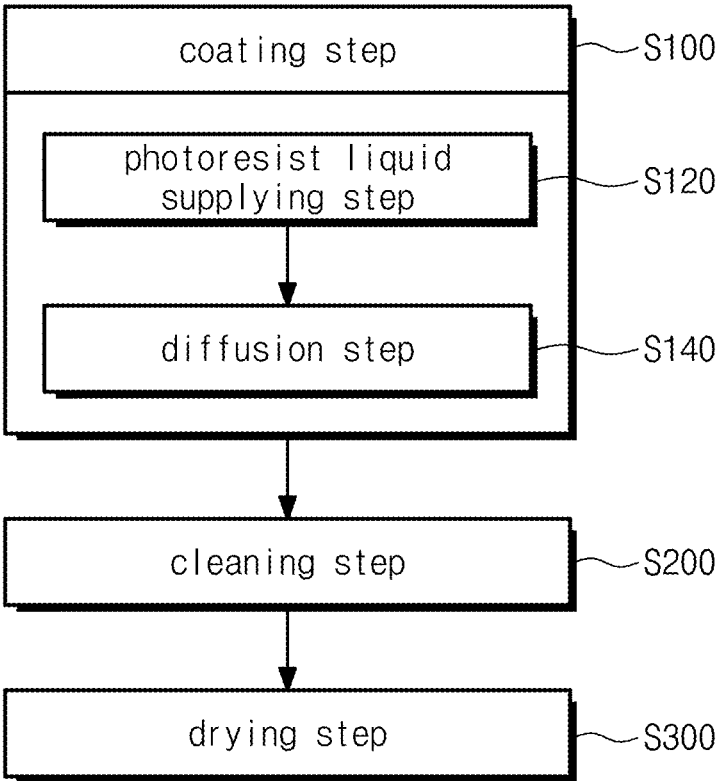 coating step
S100
photoresist liquid
supplying step
S120
diffusion step
S140
cleaning step
S200
drying step
S300